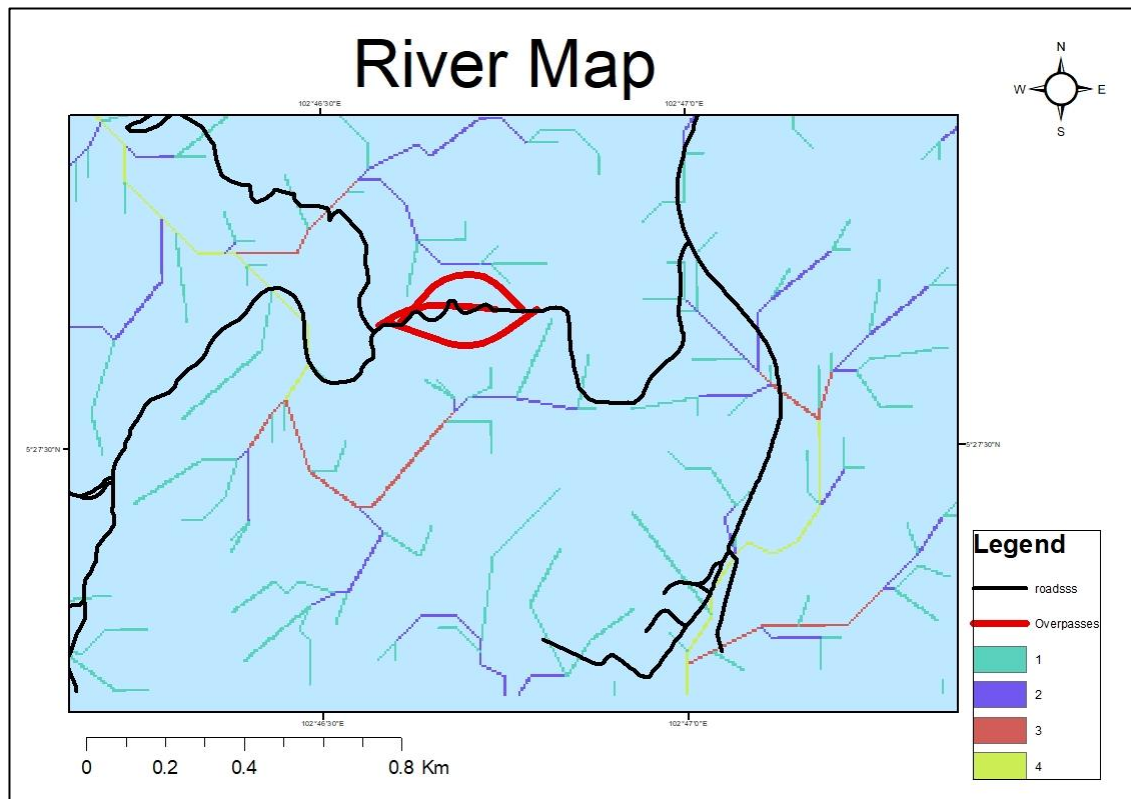 River Map
N
W E
S
102°46'30"E 102°47'0"E
5°27'30"N 5°27'30"N
102°46'30"E 102°47'0"E
0 0.2 0.4 0.8 Km
Legend
roadsss
Overpasses
1
2
3
4